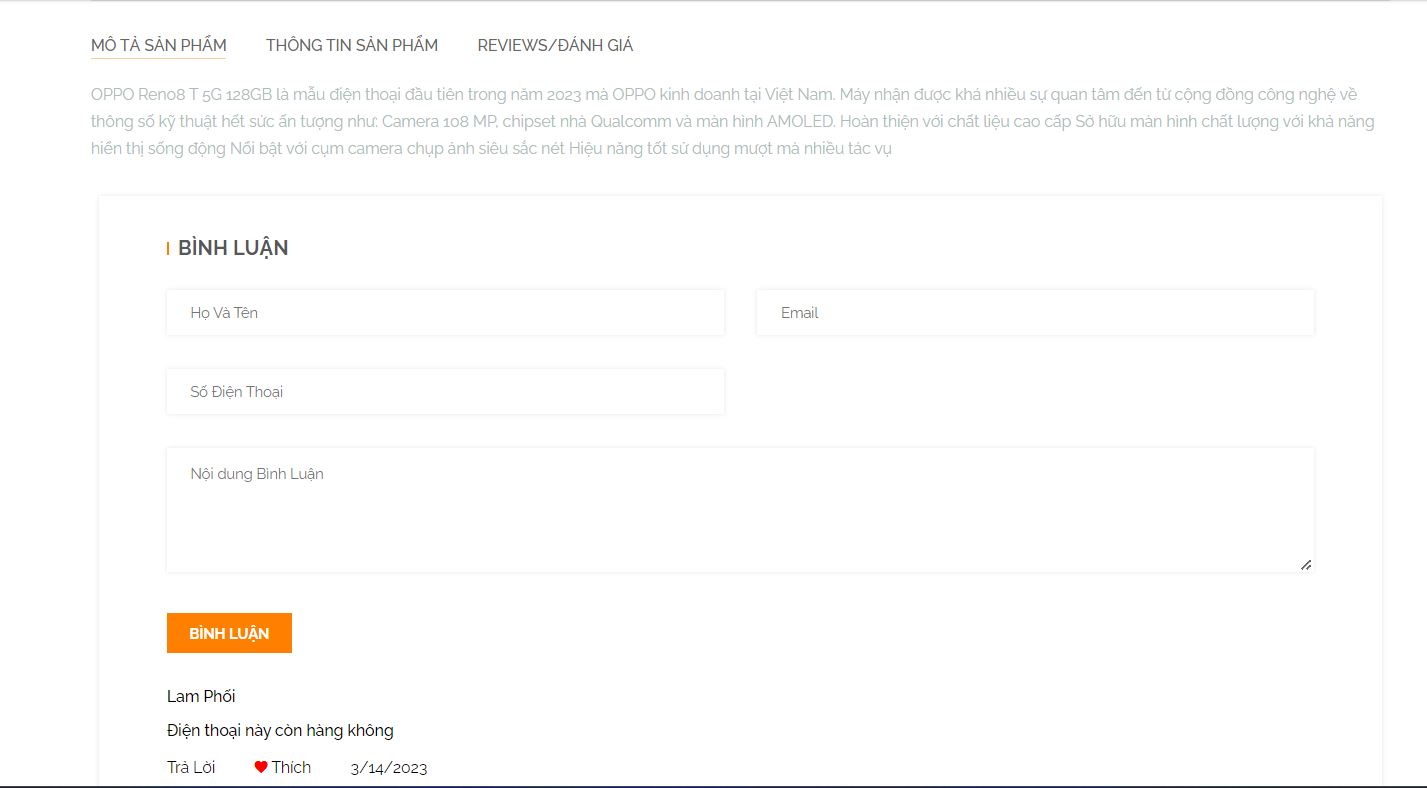 MÔ TẢ SẢN PHẨM THÔNG TIN SẢN PHẨM REVIEWS/ĐÁNH GIÁ
OPPO Reno8 T 5G 128GB là mẫu điện thoại đầu tiên trong năm 2023 mà OPPO kinh doanh tại Việt Nam. Máy nhận được khá nhiều sự quan tâm đến từ cộng đồng công nghệ về
thông số kỹ thuật hết sức ấn tượng như: Camera 108 MP, chipset nhà Qualcomm và màn hình AMOLED. Hoàn thiện với chất liệu cao cấp Sở hữu màn hình chất lượng với khả năng
hiển thị sống động Nổi bật với cụm camera chụp ảnh siêu sắc nét Hiệu năng tốt sử dụng mượt mà nhiều tác vụ
BÌNH LUẬN
Họ Và Tên Email
Số Điện Thoại
Nội dung Bình Luận
BÌNH LUẬN
Lam Phối
Điện thoại này còn hàng không
Trả Lời Thích 3/14/2023